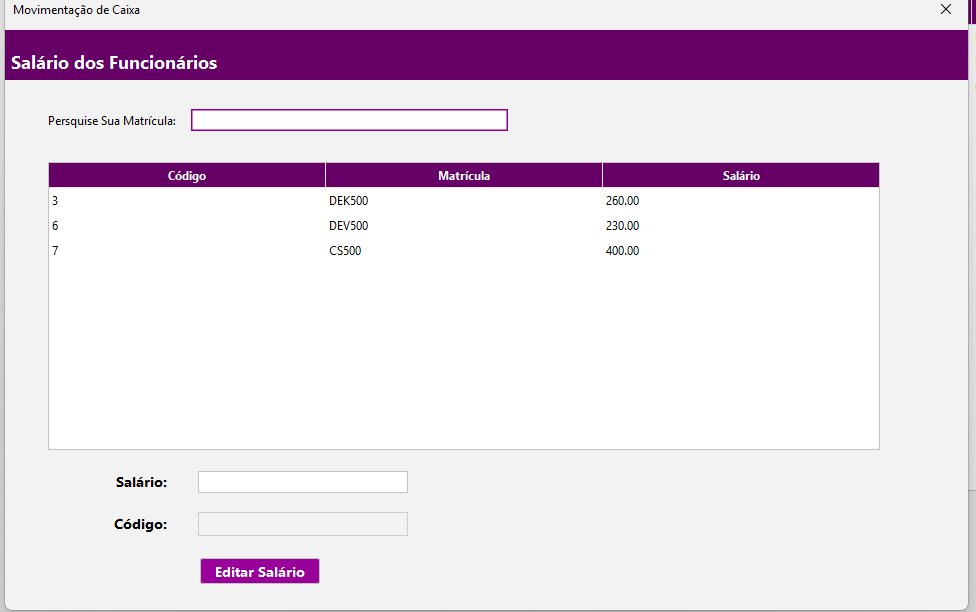 Movimentação de Caixa
Salário dos Funcionários
Persquise Sua Matrícula:
Código Matrícula Salário
3 DEK500 260.00
6 DEV500 230.00
7 CS500 400.00
Salário:
Código:
Editar Salário